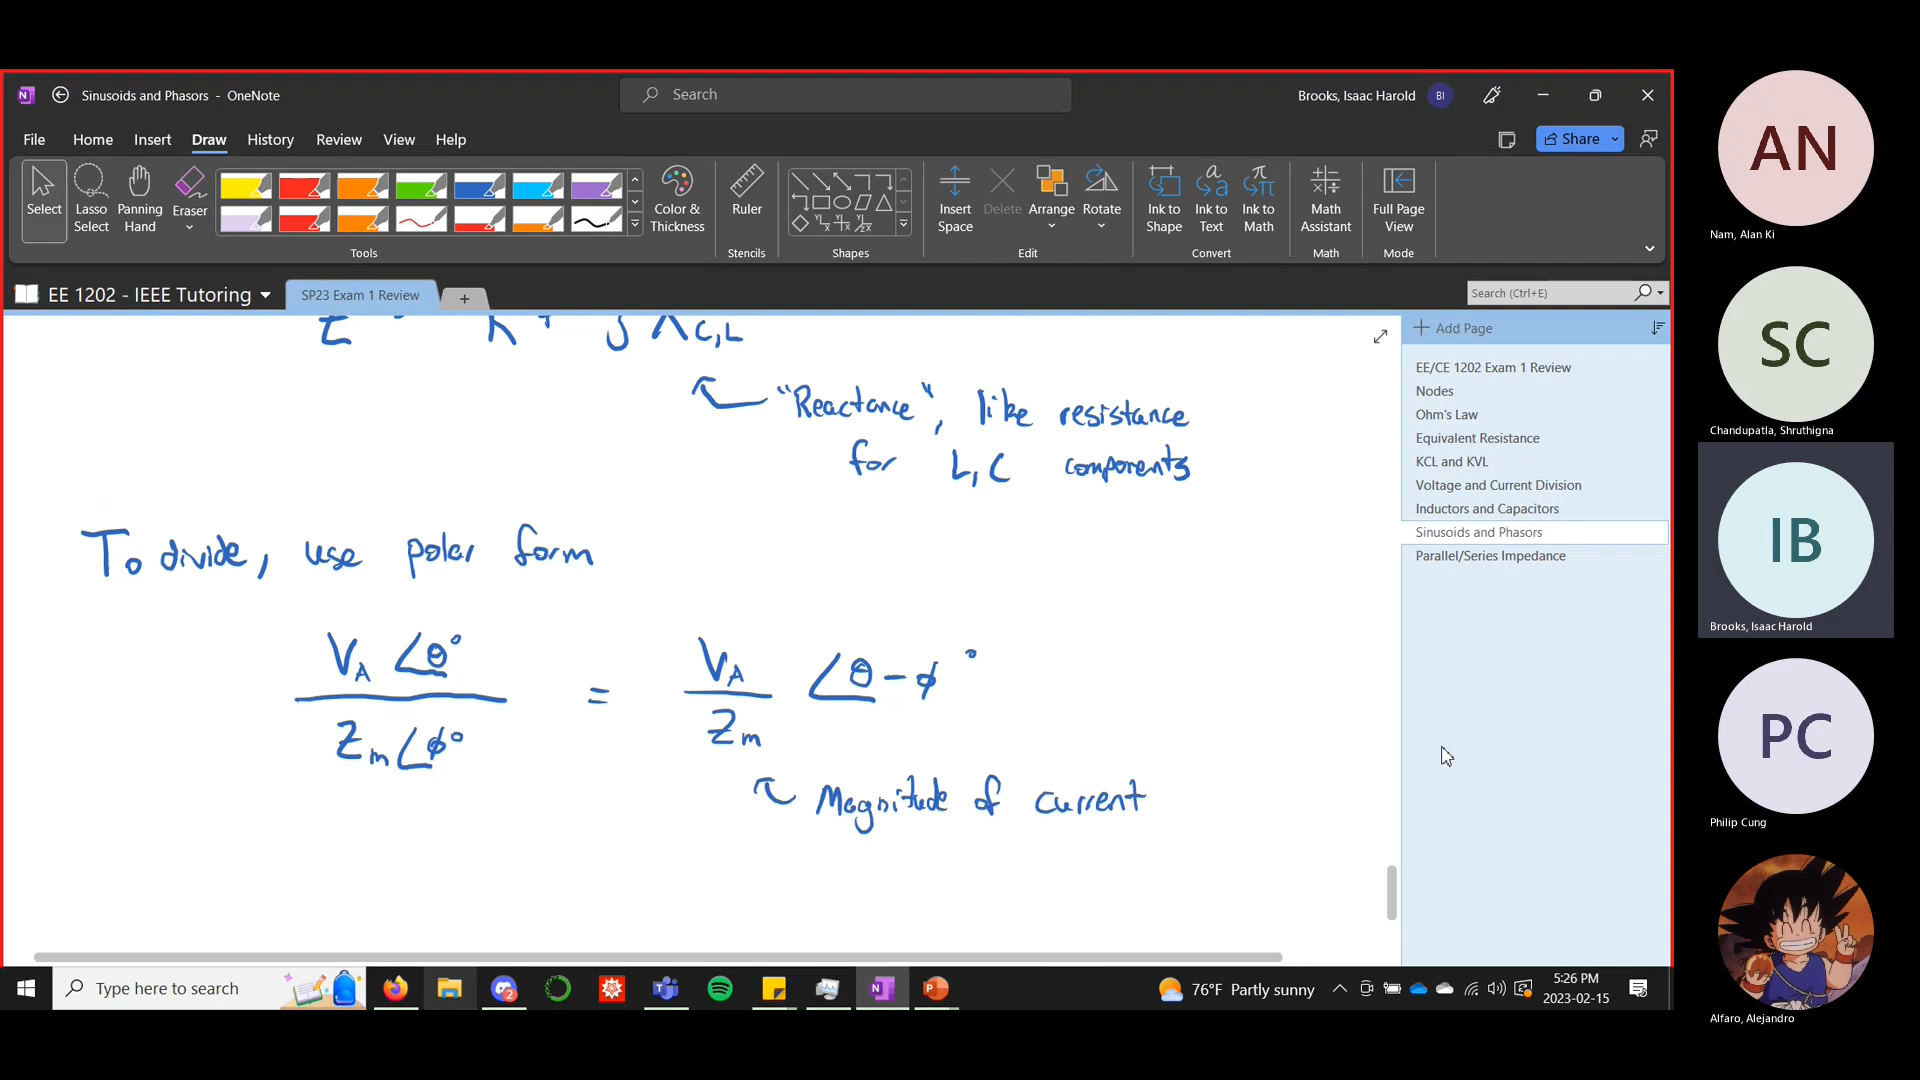 Sinusoids and Phasors - OneNote
Search
Brooks, Isaac Harold
BI
File Home Insert Draw History Review View Help
Share
Select
Lasso Select
Panning Hand
Eraser
Color & Thickness
Ruler
Insert Space
Delete
Arrange
Rotate
Ink to Shape
Ink to Text
Ink to Math
Math Assistant
Full Page View
Tools
Stencils
Shapes
Edit
Convert
Math
Mode
EE 1202 - IEEE Tutoring
SP23 Exam 1 Review
Search (Ctrl+E)
C,L
"Reactance", like resistance
for L, C components
To divide, use polar form
V_A ∠θ° / Z_m ∠ϕ° = V_A / Z_m ∠θ-ϕ°
Magnitude of current
Add Page
EE/CE 1202 Exam 1 Review
Nodes
Ohm's Law
Equivalent Resistance
KCL and KVL
Voltage and Current Division
Inductors and Capacitors
Sinusoids and Phasors
Parallel/Series Impedance
AN
Nam, Alan Ki
SC
Chandupatla, Shruthigna
IB
Brooks, Isaac Harold
PC
Philip Cung
Alfaro, Alejandro
Type here to search
76°F Partly sunny
5:26 PM
2023-02-15